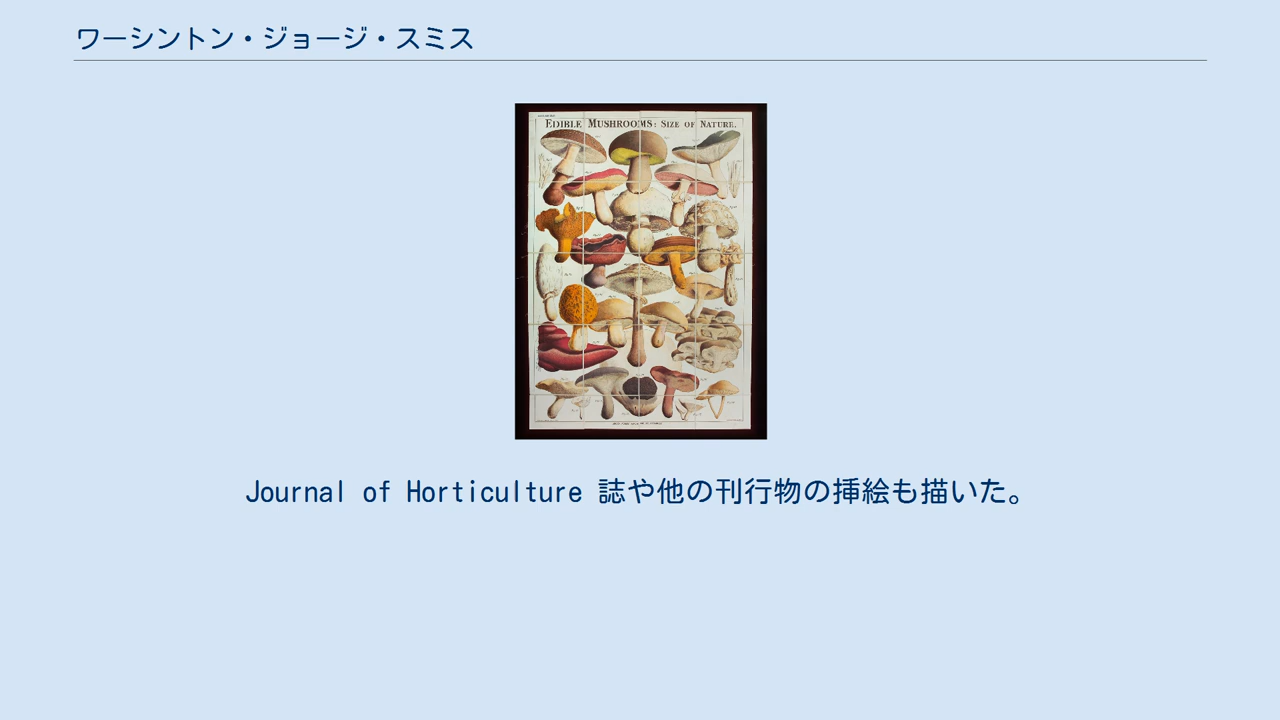 ワーシントン・ジョージ・スミス
EDIBLE MUSHROOMS: SIZE OF NATURE.
Journal of Horticulture 誌や他の刊行物の挿絵も描いた。